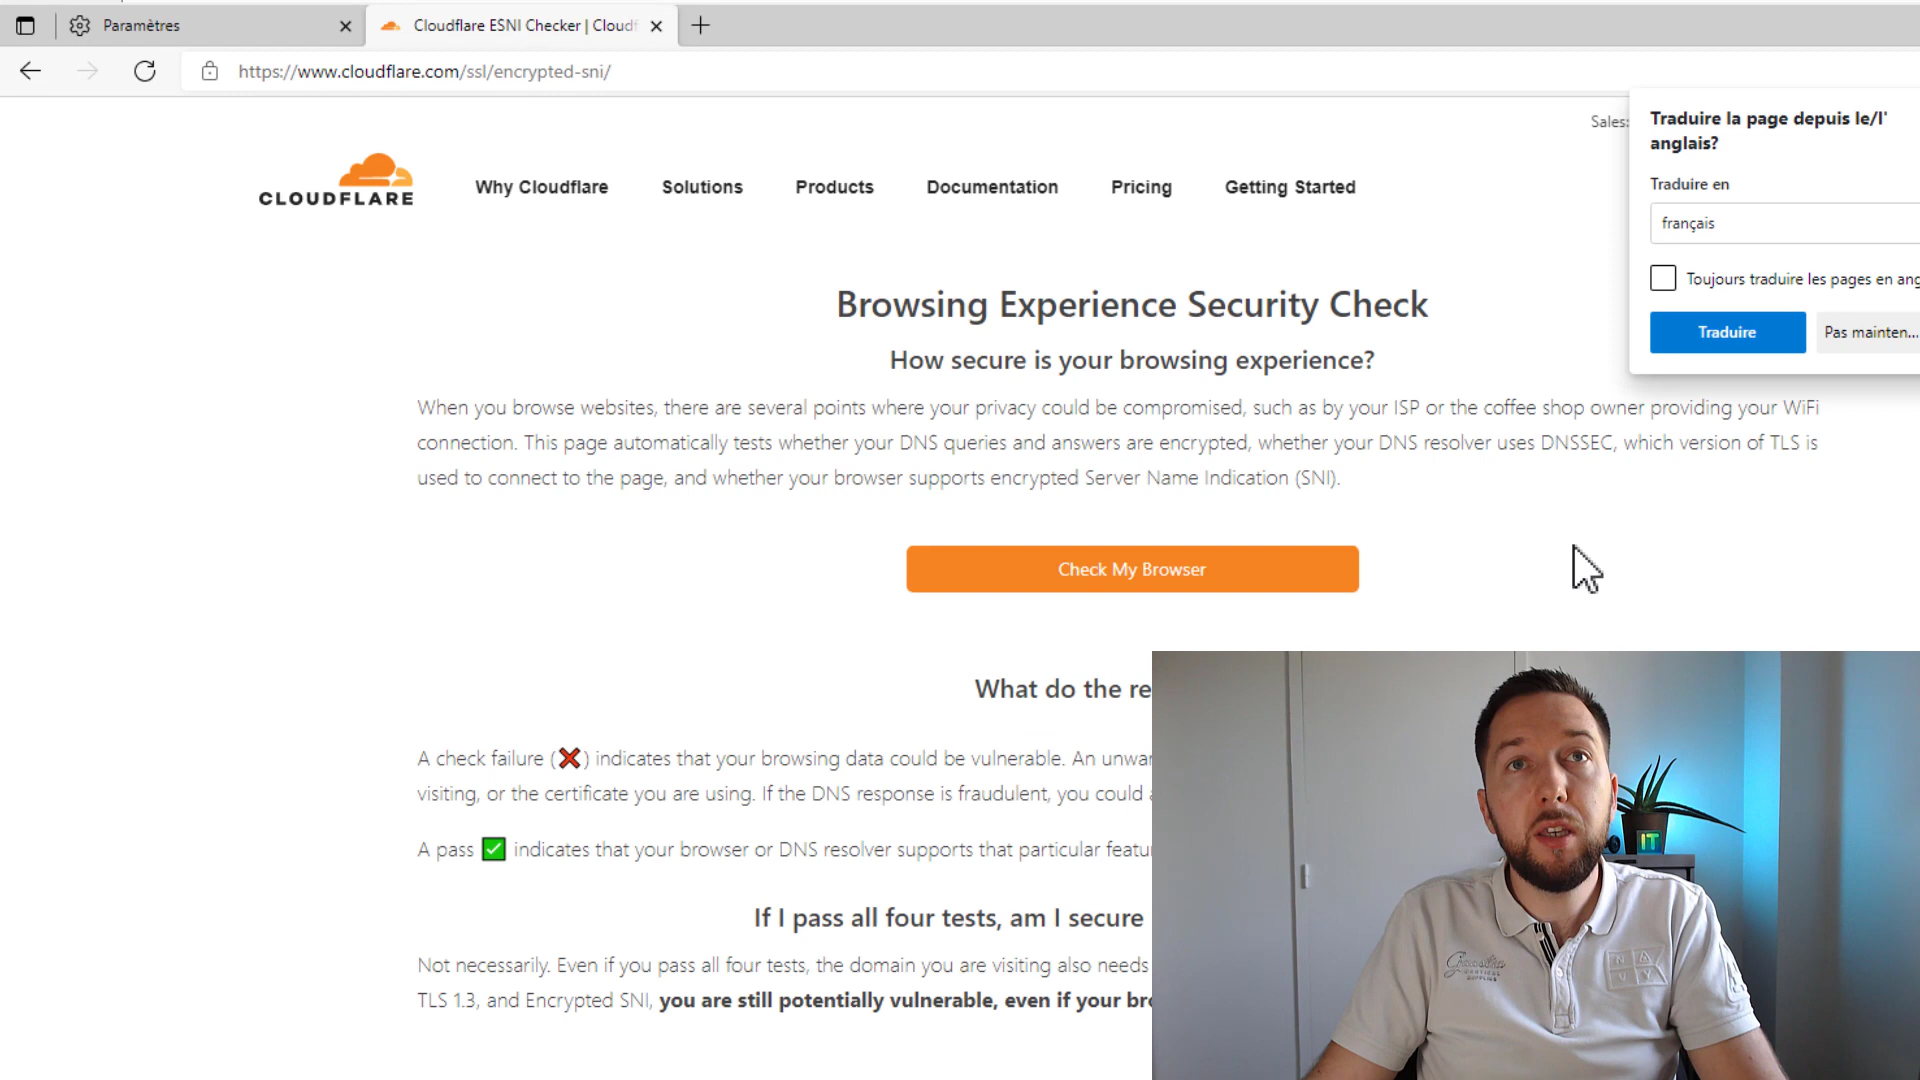 Paramètres
Cloudflare ESNI Checker | Cloudf
https://www.cloudflare.com/ssl/encrypted-sni/
Sales:
CLOUDFLARE
Why Cloudflare
Solutions
Products
Documentation
Pricing
Getting Started
Traduire la page depuis le/l'
anglais?
Traduire en
français
Toujours traduire les pages en ang
Traduire
Pas mainten...
Browsing Experience Security Check
How secure is your browsing experience?
When you browse websites, there are several points where your privacy could be compromised, such as by your ISP or the coffee shop owner providing your WiFi
connection. This page automatically tests whether your DNS queries and answers are encrypted, whether your DNS resolver uses DNSSEC, which version of TLS is
used to connect to the page, and whether your browser supports encrypted Server Name Indication (SNI).
Check My Browser
What do the re
A check failure (❌) indicates that your browsing data could be vulnerable. An unwa
visiting, or the certificate you are using. If the DNS response is fraudulent, you could
A pass ✅ indicates that your browser or DNS resolver supports that particular featu
If I pass all four tests, am I secure
Not necessarily. Even if you pass all four tests, the domain you are visiting also needs
TLS 1.3, and Encrypted SNI, you are still potentially vulnerable, even if your bro
IT
NA
VY